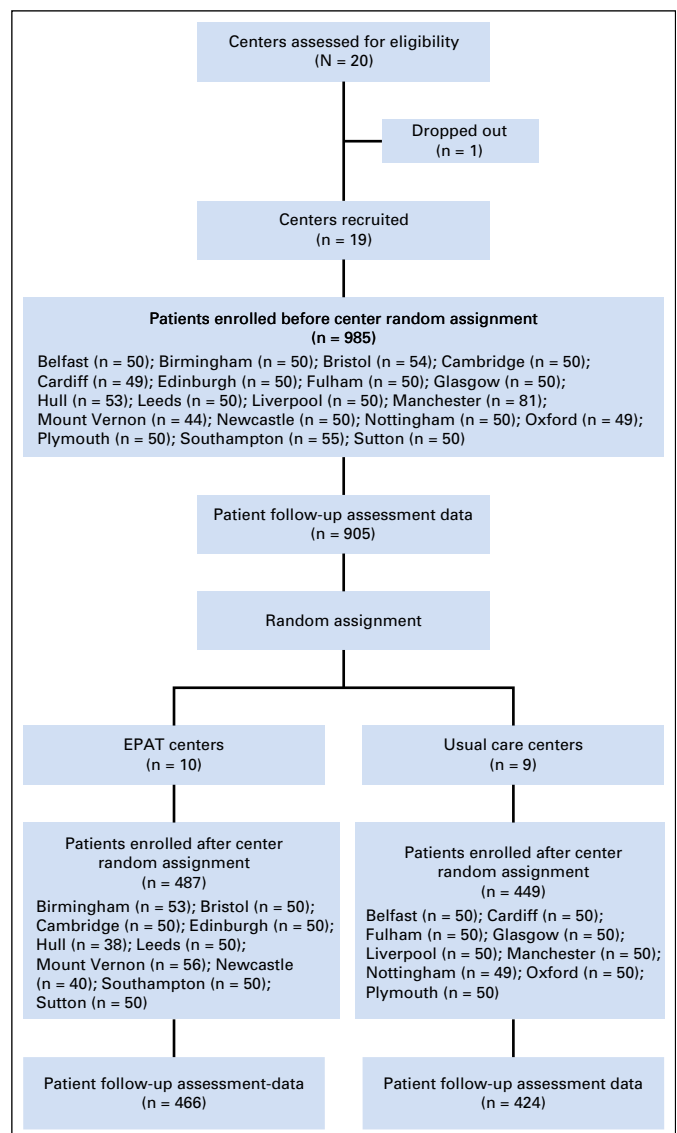 Centers assessed for eligibility
(N = 20)
Dropped out
(n = 1)
Centers recruited
(n = 19)
Patients enrolled before center random assignment
(n = 985)
Belfast (n = 50); Birmingham (n = 50); Bristol (n = 54); Cambridge (n = 50);
Cardiff (n = 49); Edinburgh (n = 50); Fulham (n = 50); Glasgow (n = 50);
Hull (n = 53); Leeds (n = 50); Liverpool (n = 50); Manchester (n = 81);
Mount Vernon (n = 44); Newcastle (n = 50); Nottingham (n = 50); Oxford (n = 49);
Plymouth (n = 50); Southampton (n = 55); Sutton (n = 50)
Patient follow-up assessment data
(n = 905)
Random assignment
EPAT centers
(n = 10)
Patients enrolled after center
random assignment
(n = 487)
Birmingham (n = 53); Bristol (n = 50);
Cambridge (n = 50); Edinburgh (n = 50);
Hull (n = 38); Leeds (n = 50);
Mount Vernon (n = 56); Newcastle
(n = 40); Southampton (n = 50);
Sutton (n = 50)
Patient follow-up assessment-data
(n = 466)
Usual care centers
(n = 9)
Patients enrolled after center
random assignment
(n = 449)
Belfast (n = 50); Cardiff (n = 50);
Fulham (n = 50); Glasgow (n = 50);
Liverpool (n = 50); Manchester (n = 50);
Nottingham (n = 49); Oxford (n = 50);
Plymouth (n = 50)
Patient follow-up assessment data
(n = 424)